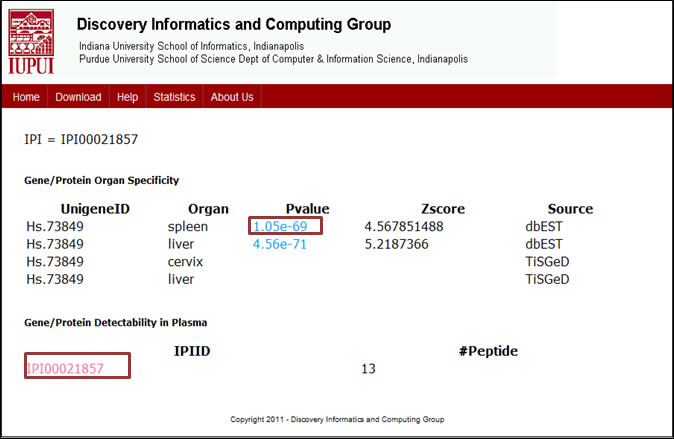 IUPUI
Discovery Informatics and Computing Group
Indiana University School of Informatics, Indianapolis
Purdue University School of Science Dept of Computer & Information Science, Indianapolis
Home Download Help Statistics About Us
IPI = IPI00021857
Gene/Protein Organ Specificity
UnigeneID Organ Pvalue Zscore Source
Hs.73849 spleen 1.05e-69 4.567851488 dbEST
Hs.73849 liver 4.56e-71 5.2187366 dbEST
Hs.73849 cervix TiSGeD
Hs.73849 liver TiSGeD
Gene/Protein Detectability in Plasma
IPIID #Peptide
IPI00021857 13
Copyright 2011 - Discovery Informatics and Computing Group